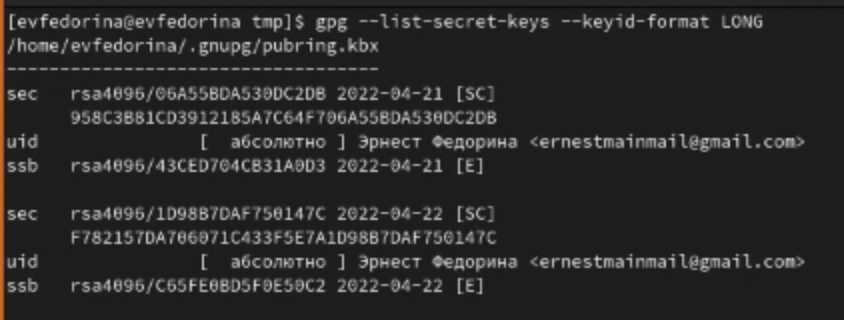 [evfedorina@evfedorina tmp]$ gpg --list-secret-keys --keyid-format LONG
/home/evfedorina/.gnupg/pubring.kbx
-----------------------------------
sec   rsa4096/06A55BDA530DC2DB 2022-04-21 [SC]
      958C3B81CD3912185A7C64F706A55BDA530DC2DB
uid              [  абсолютно ] Эрнест Федорина <ernestmainmail@gmail.com>
ssb   rsa4096/43CED704CB31A0D3 2022-04-21 [E]

sec   rsa4096/1D98B7DAF750147C 2022-04-22 [SC]
      F782157DA706071C433F5E7A1D98B7DAF750147C
uid              [  абсолютно ] Эрнест Федорина <ernestmainmail@gmail.com>
ssb   rsa4096/C65FE0BD5F0E50C2 2022-04-22 [E]